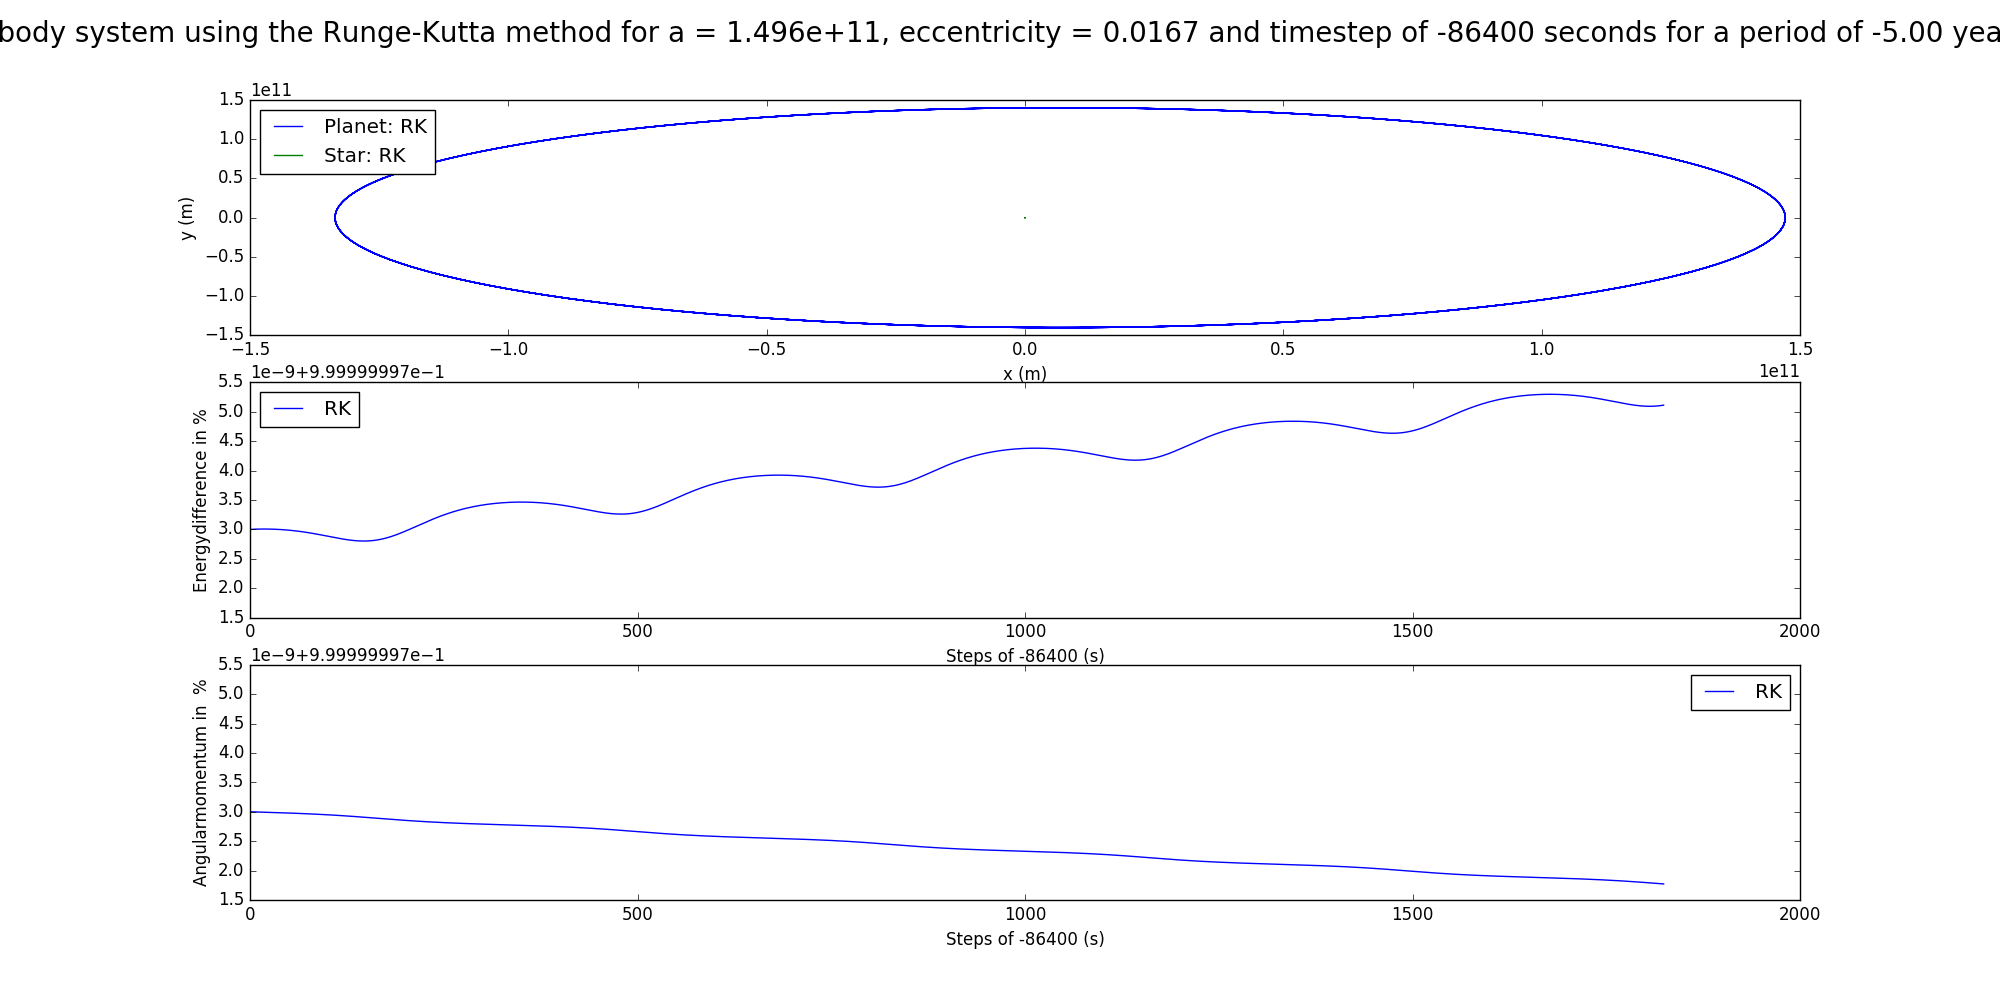 body system using the Runge-Kutta method for a = 1.496e+11, eccentricity = 0.0167 and timestep of -86400 seconds for a period of -5.00 yea
1e11
1.5
1.0
0.5
0.0
−0.5
−1.0
−1.5
y (m)
Planet: RK
Star: RK
−1.5 −1.0 −0.5 0.0 0.5 1.0 1.5
x (m)
1e11
1e−9+9.99999997e−1
5.5
5.0
4.5
4.0
3.5
3.0
2.5
2.0
1.5
Energydifference in %
RK
0 500 1000 1500 2000
Steps of -86400 (s)
1e−9+9.99999997e−1
5.5
5.0
4.5
4.0
3.5
3.0
2.5
2.0
1.5
Angularmomentum in %
RK
0 500 1000 1500 2000
Steps of -86400 (s)